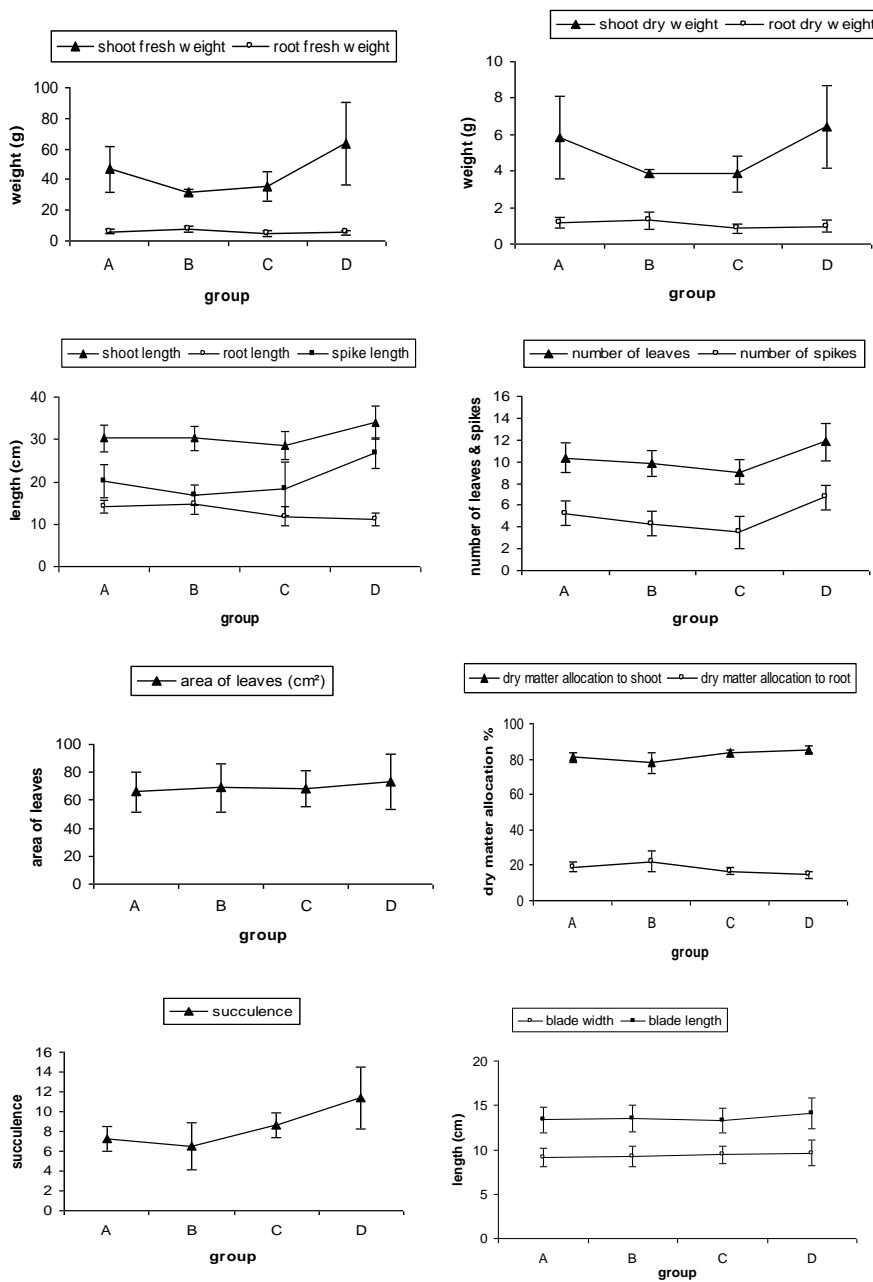 shoot fresh weight root fresh weight
100
80
60
40
20
0
weight (g)
A B C D
group
shoot dry weight root dry weight
10
8
6
4
2
0
weight (g)
A B C D
group
shoot length root length spike length
40
30
20
10
0
length (cm)
A B C D
group
number of leaves number of spikes
16
14
12
10
8
6
4
2
0
number of leaves & spikes
A B C D
group
area of leaves (cm²)
100
80
60
40
20
0
area of leaves
A B C D
group
dry matter allocation to shoot dry matter allocation to root
100
80
60
40
20
0
dry matter allocation %
A B C D
group
succulence
16
14
12
10
8
6
4
2
0
succulence
A B C D
group
blade width blade length
20
15
10
5
0
length (cm)
A B C D
group